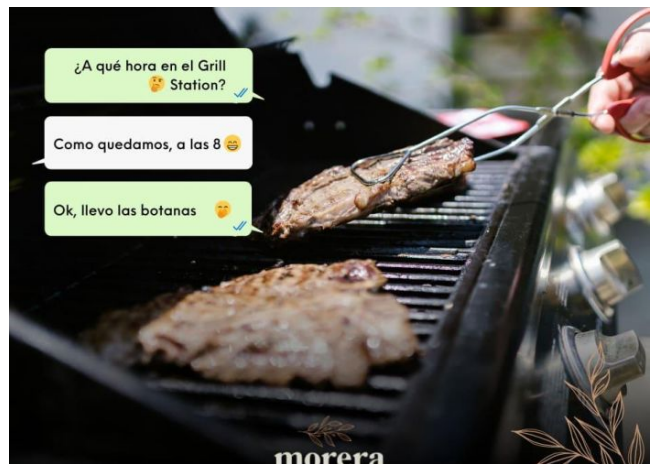 ¿A qué hora en el Grill
🤔 Station?
Como quedamos, a las 8 😄
Ok, llevo las botanas 🤭
morera